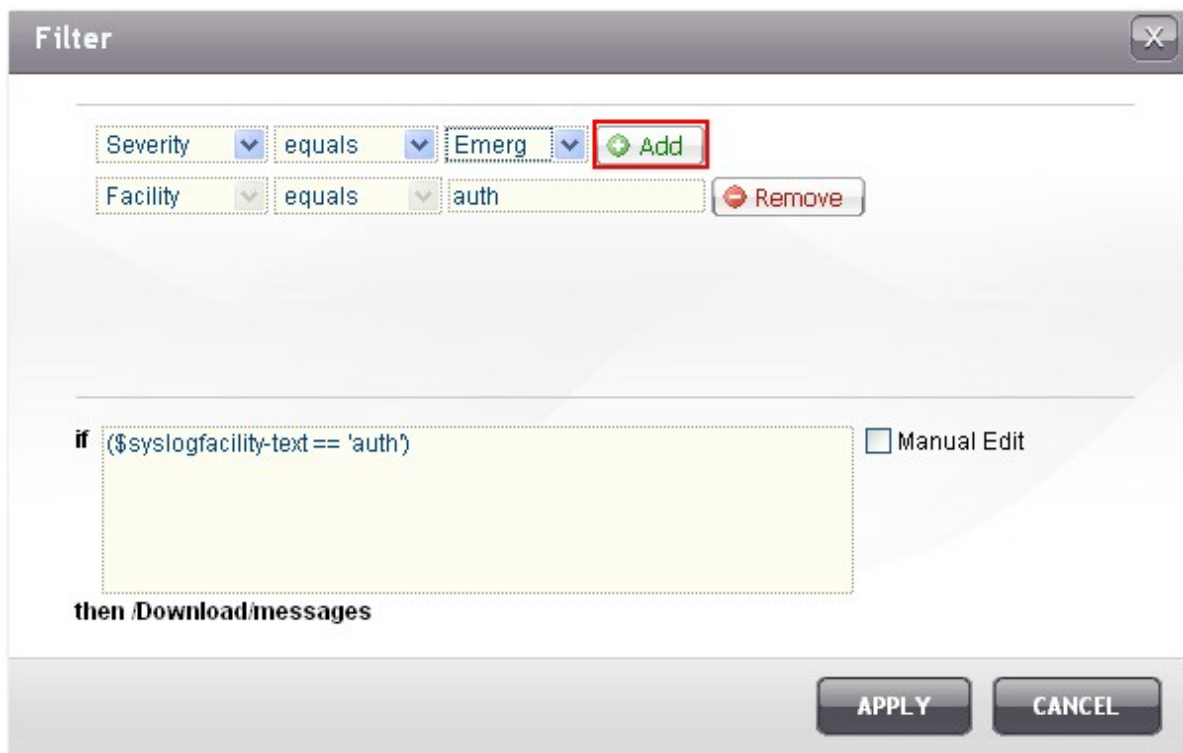 Filter X
Severity equals Emerg Add
Facility equals auth Remove
if ($syslogfacility-text == 'auth') Manual Edit
then /Download/messages
APPLY CANCEL